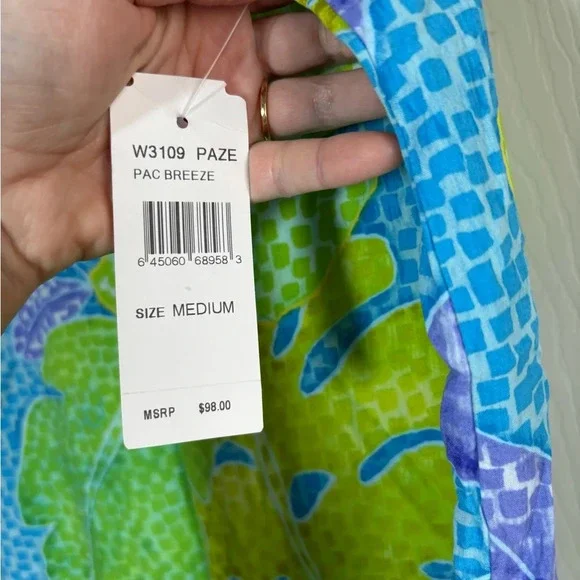 W3109 PAZE
PAC BREEZE
6 45060 68958 3
SIZE MEDIUM
MSRP $98.00